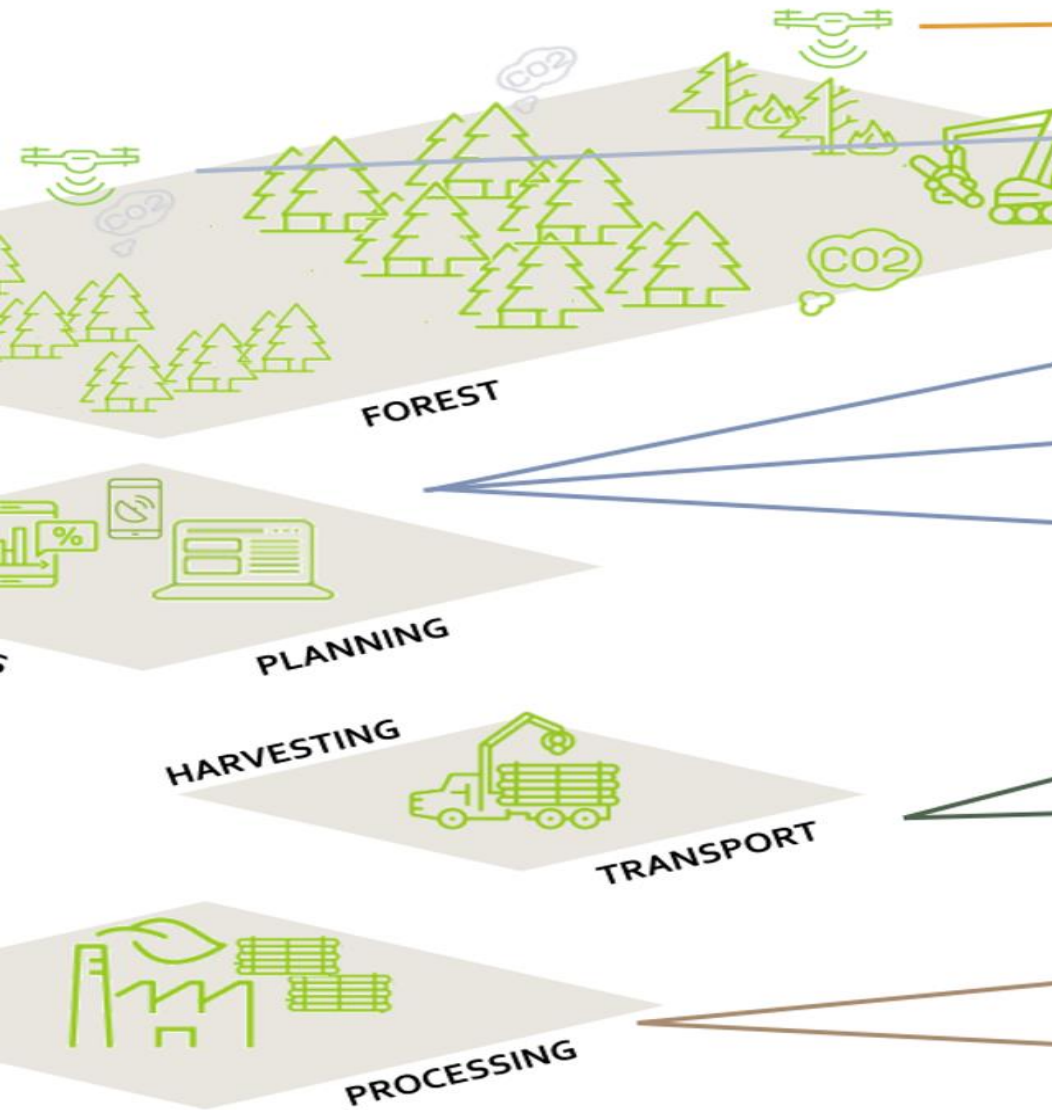 CO2
CO2
CO2
FOREST
%
PLANNING
HARVESTING
TRANSPORT
PROCESSING